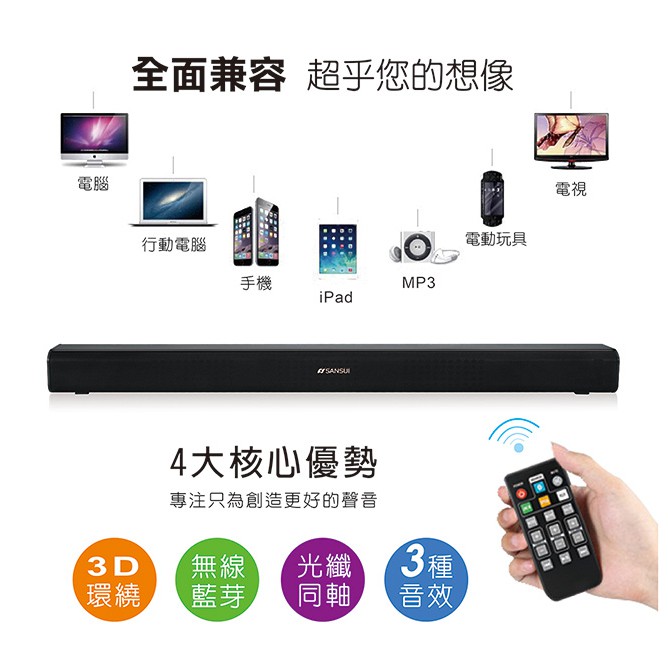 全面兼容 超乎您的想像
電腦
電視
行動電腦
電動玩具
手機
iPad
MP3
SANSUI
4大核心優勢
專注只為創造更好的聲音
3D
環繞
無線
藍芽
光纖
同軸
3種
音效